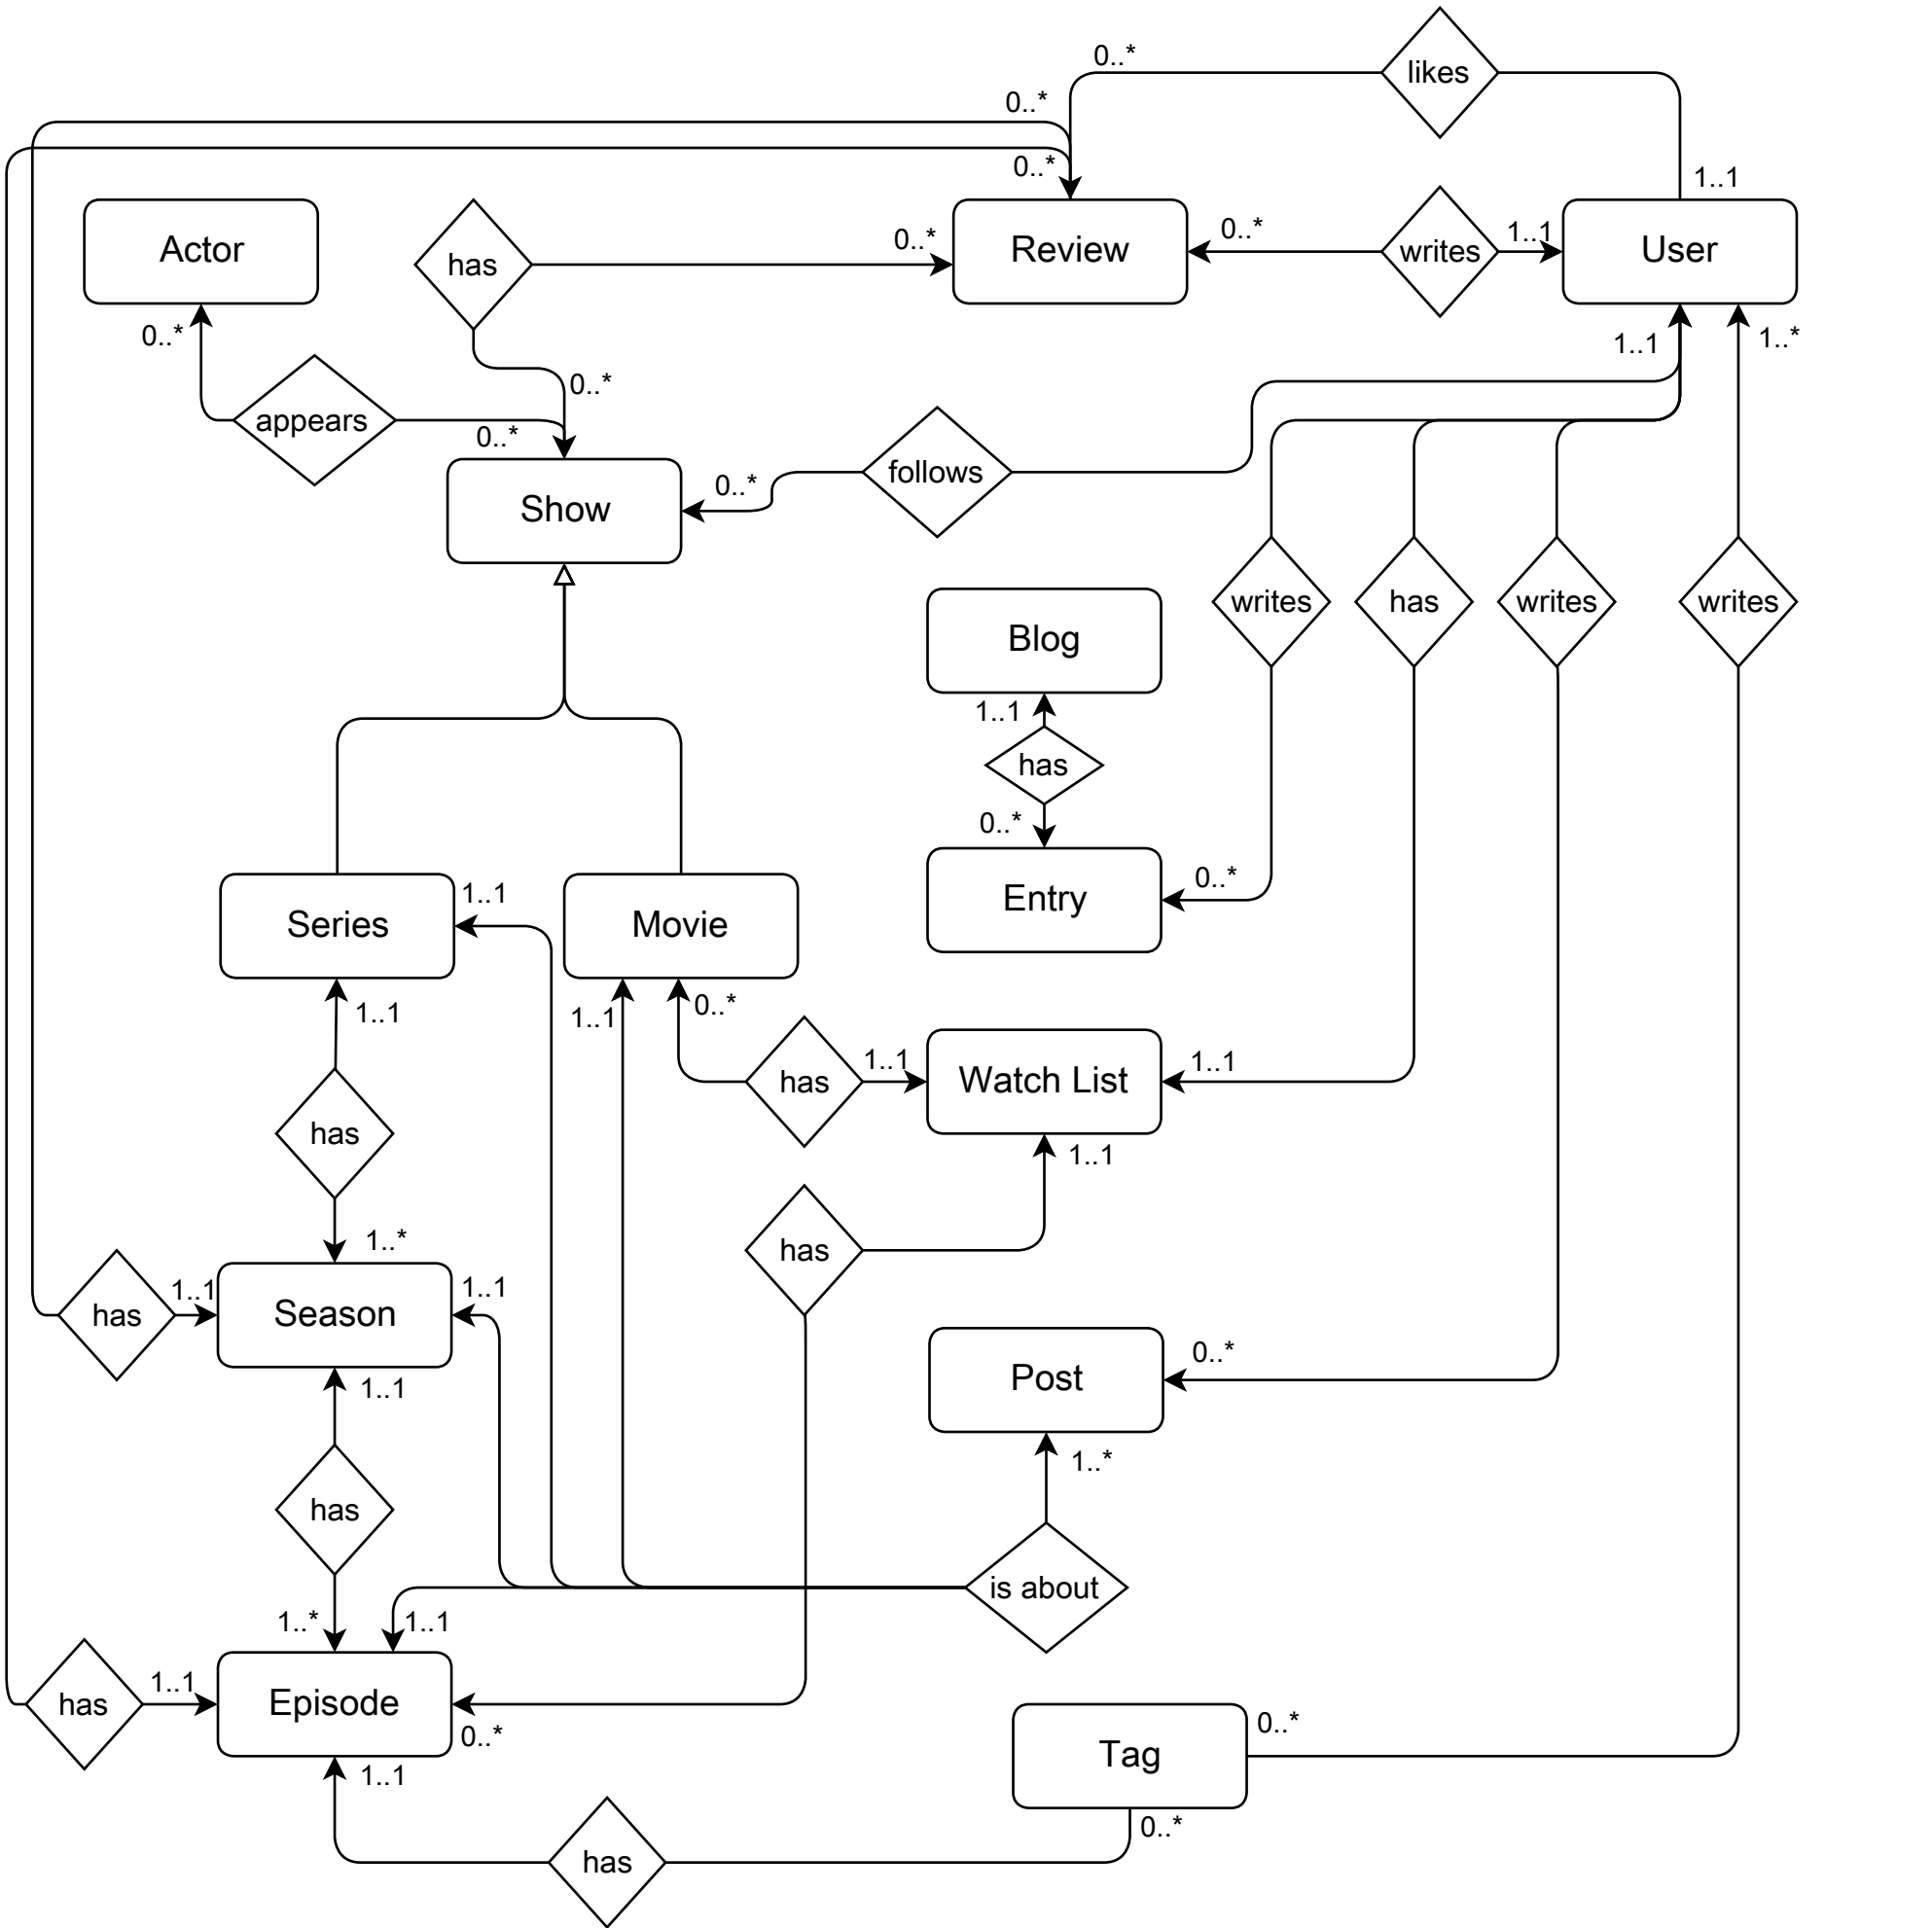 likes
0..*
0..*
0..*
1..1
Actor
has
0..*
Review
0..*
writes
1..1
User
0..*
appears
0..*
0..*
Show
0..*
follows
1..1
1..*
writes
has
writes
writes
Blog
1..1
has
0..*
Entry
0..*
Series
1..1
Movie
1..1
1..1
0..*
has
1..1
Watch List
1..1
1..1
has
has
1..*
has
1..1
Season
1..1
1..1
Post
0..*
1..*
has
is about
1..*
1..1
has
1..1
Episode
0..*
1..1
Tag
0..*
0..*
has